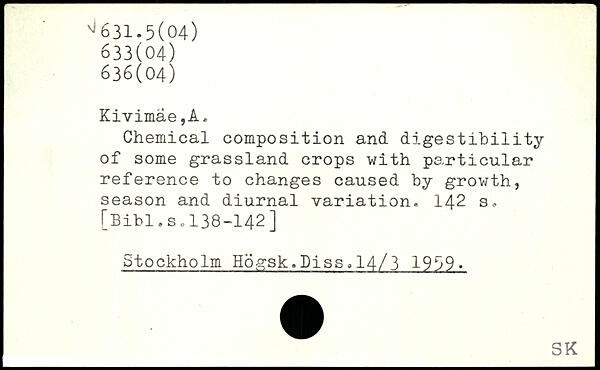 √631.5(04)
633(04)
636(04)
Kivimäe,A.
Chemical composition and digestibility
of some grassland crops with particular
reference to changes caused by growth,
season and diurnal variation. 142 s.
[Bibl.s.138-142]
Stockholm Högsk.Diss.14/3 1959.
SK